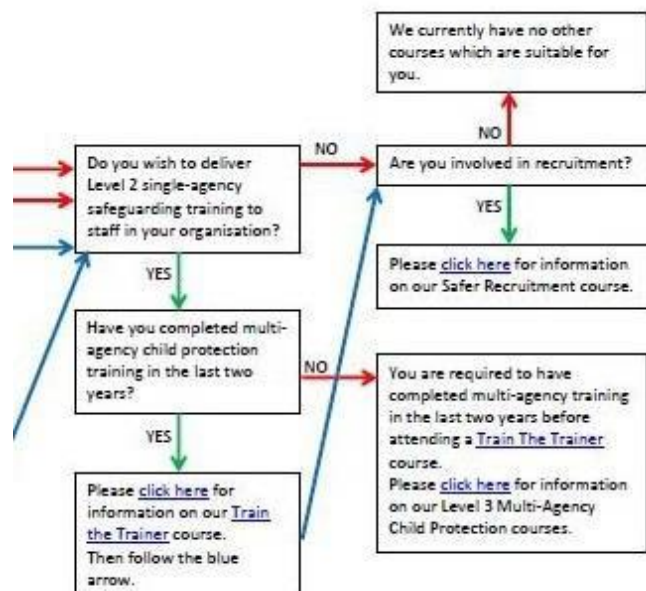 We currently have no other
courses which are suitable for
you.
NO
Do you wish to deliver
Level 2 single-agency
safeguarding training to
staff in your organisation?
NO
Are you involved in recruitment?
YES
YES
Please click here for information
on our Safer Recruitment course.
Have you completed multi-
agency child protection
training in the last two
years?
NO
You are required to have
completed multi-agency training
in the last two years before
attending a Train The Trainer
course.
Please click here for information
on our Level 3 Multi-Agency
Child Protection courses.
YES
Please click here for
information on our Train
the Trainer course.
Then follow the blue
arrow.